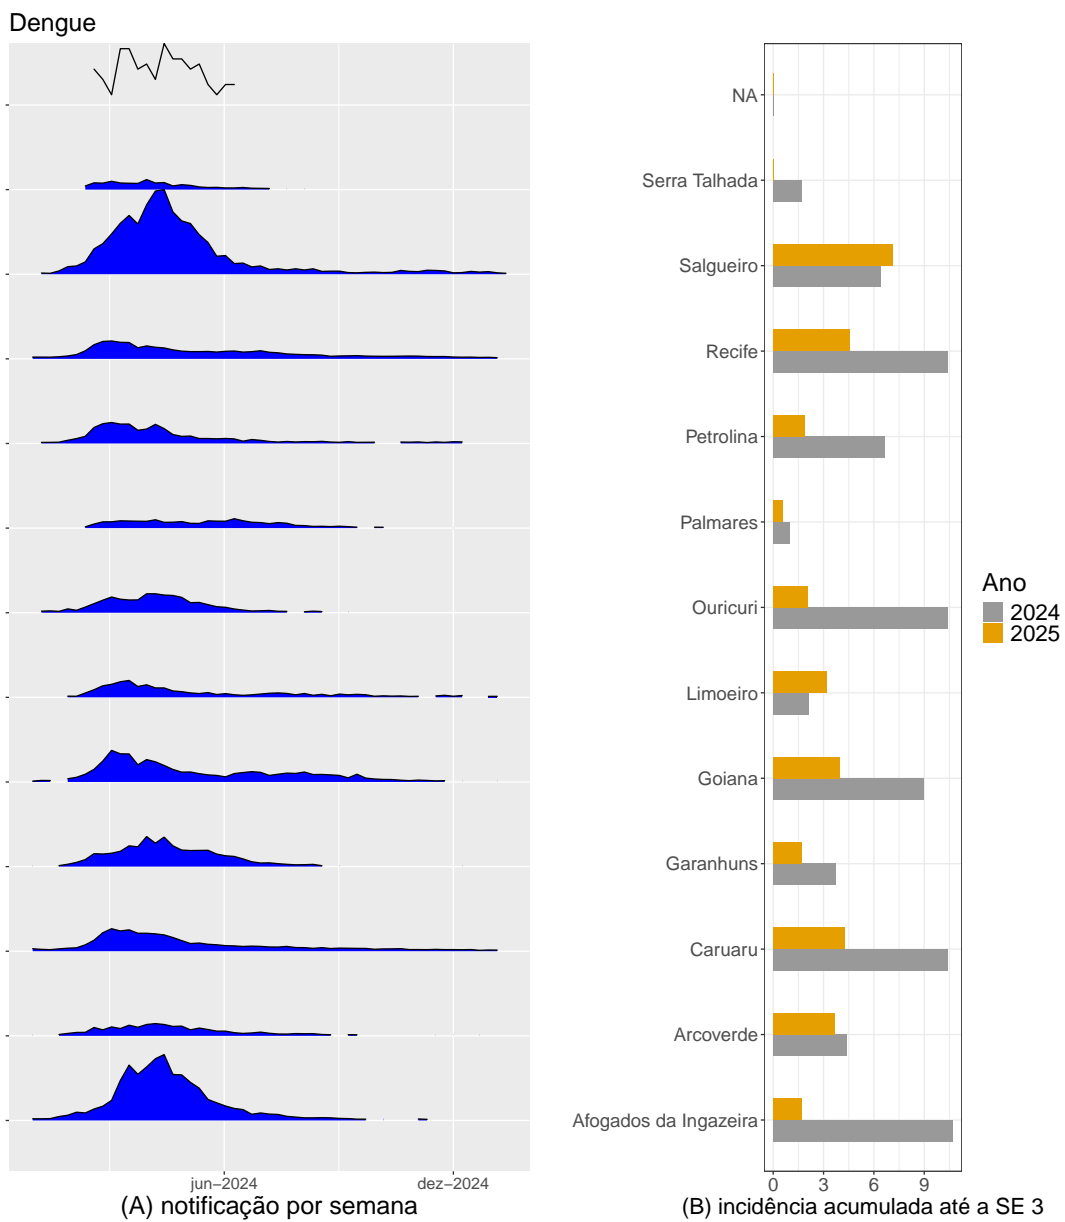 Dengue
NA
Serra Talhada
Salgueiro
Recife
Petrolina
Palmares
Ouricuri
Limoeiro
Goiana
Garanhuns
Caruaru
Arcoverde
Afogados da Ingazeira
Ano
2024
2025
jun–2024 dez–2024
(A) notificação por semana
0 3 6 9
(B) incidência acumulada até a SE 3